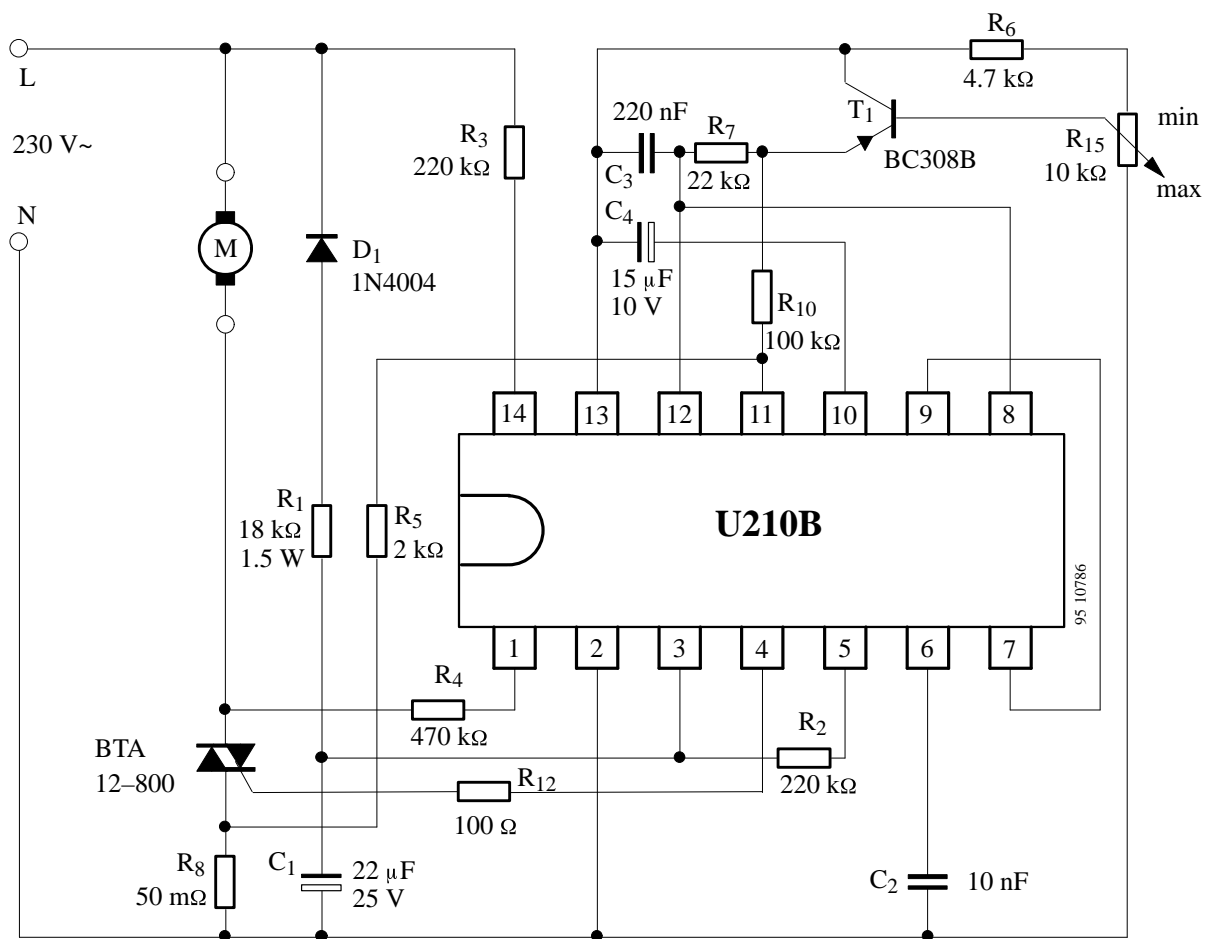 L
230 V~
N
M
D1
1N4004
R3
220 kΩ
220 nF
C3
R7
22 kΩ
T1
BC308B
R6
4.7 kΩ
R15
10 kΩ
min
max
C4
15 μF
10 V
R10
100 kΩ
14 13 12 11 10 9 8
R1
18 kΩ
1.5 W
R5
2 kΩ
U210B
95 10786
1 2 3 4 5 6 7
R4
470 kΩ
R2
220 kΩ
BTA
12–800
R12
100 Ω
R8
50 mΩ
C1
22 μF
25 V
C2
10 nF